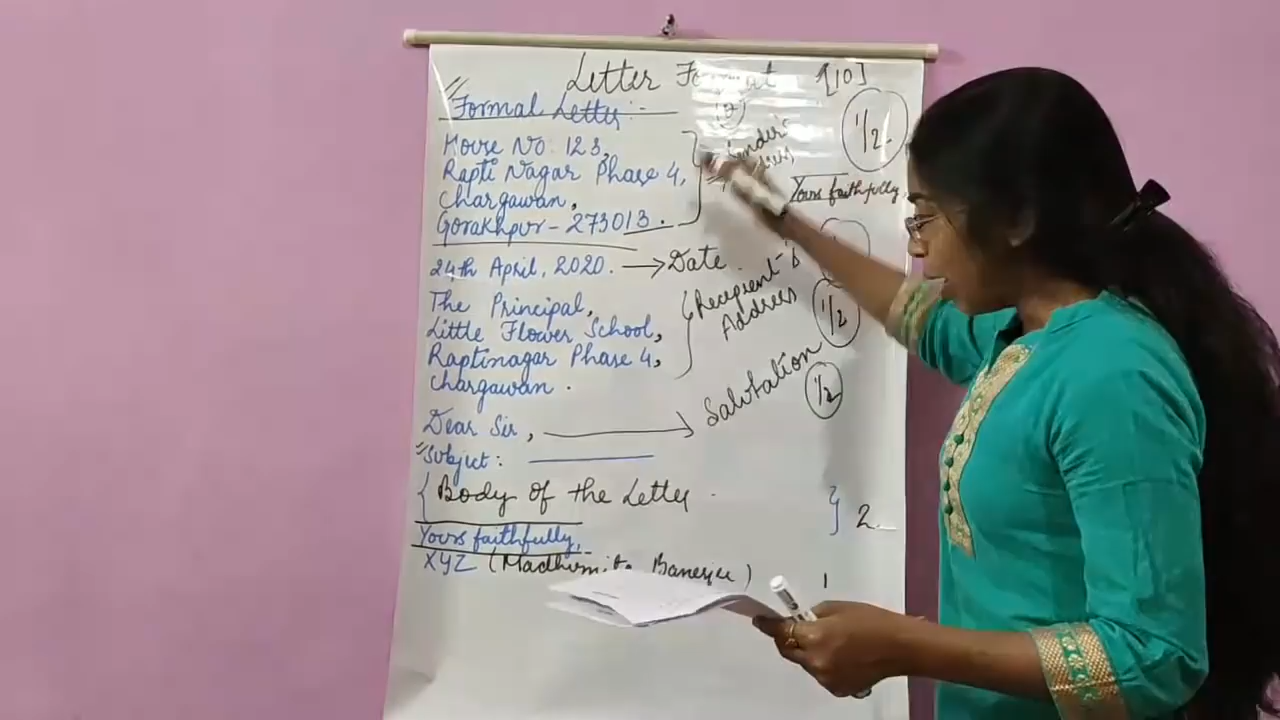 Letter Format [10]
Formal Letter:-
House No: 123,
Rapti Nagar Phase 4,
Chargawan,
Gorakhpur - 273013.
Sender's
1/2
Yours faithfully,
24th April, 2020. → Date
The Principal,
Little Flower School,
Raptinagar Phase 4,
Chargawan.
Recipient's
Address
1/2
Dear Sir, → Salutation
1/2
Subject:
Body of the Letter
2
Yours faithfully,
XYZ (Madhumita Banerjee)
1